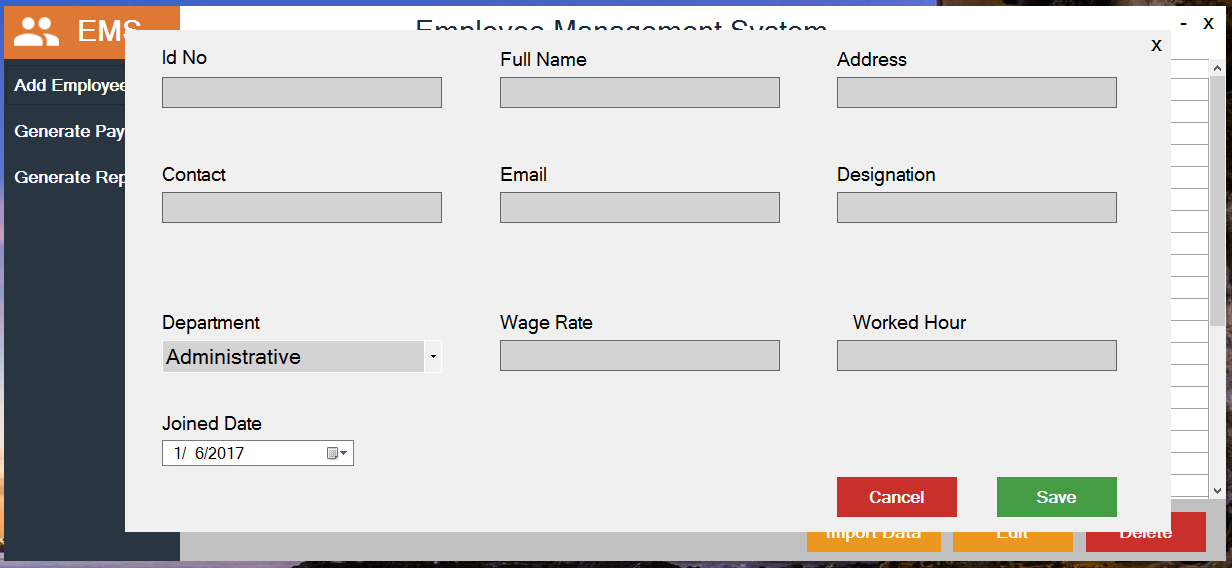 EMS
Employee Management System
- X
Add Employee
Generate Pay
Generate Rep
X
Id No
Full Name
Address
Contact
Email
Designation
Department
Wage Rate
Worked Hour
Administrative
Joined Date
1/ 6/2017
Cancel
Save
Import Data
Edit
Delete